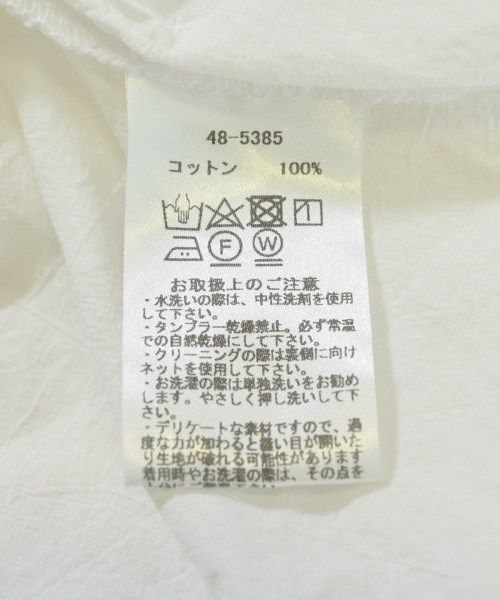 48-5385
コットン 100%
F
W
お取扱上のご注意
・水洗いの際は、中性洗剤を使用
して下さい。
・タンブラー乾燥禁止。必ず常温
での自然乾燥にして下さい。
・クリーニングの際は裏側に向け
ネットを使用して下さい。
・お洗濯の際は単独洗いをお勧め
します。やさしく押し洗いして下
さい。
・デリケートな素材ですので、過
度な力が加わると縫い目が開いた
り生地が破れる可能性があります
着用時やお洗濯の際は、その点を